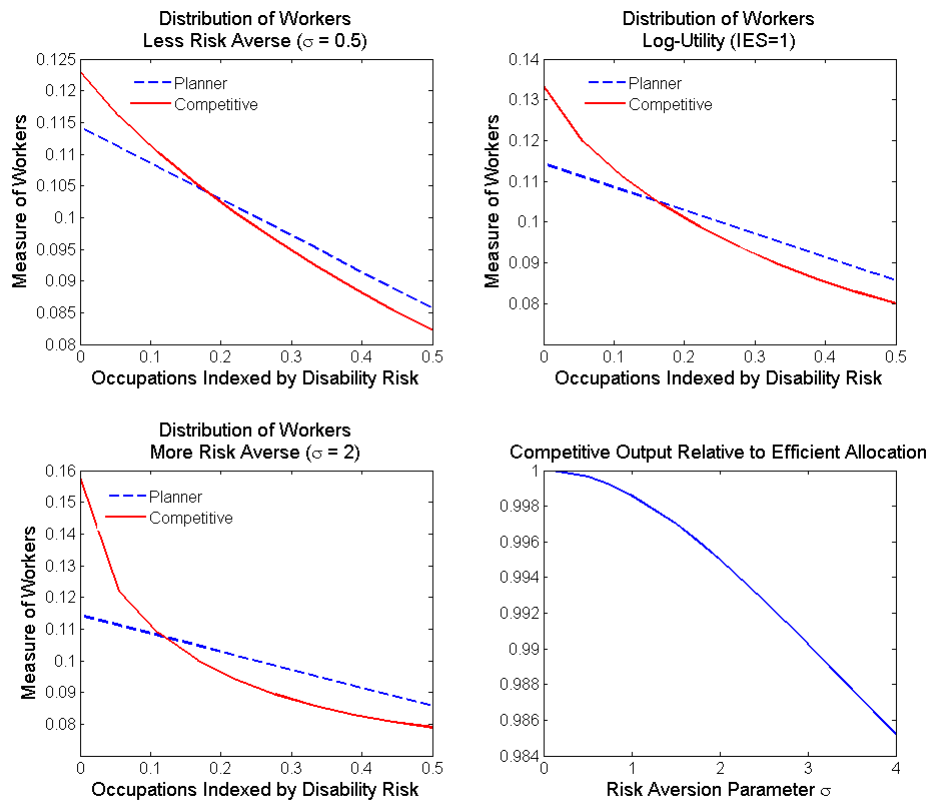 Distribution of Workers
Less Risk Averse (σ = 0.5)
0.125
0.12
0.115
0.11
0.105
0.1
0.095
0.09
0.085
0.08
Measure of Workers
Planner
Competitive
0
0.1
0.2
0.3
0.4
0.5
Occupations Indexed by Disability Risk
Distribution of Workers
Log-Utility (IES=1)
0.14
0.13
0.12
0.11
0.1
0.09
0.08
Measure of Workers
Planner
Competitive
0
0.1
0.2
0.3
0.4
0.5
Occupations Indexed by Disability Risk
Distribution of Workers
More Risk Averse (σ = 2)
0.16
0.15
0.14
0.13
0.12
0.11
0.1
0.09
0.08
Measure of Workers
Planner
Competitive
0
0.1
0.2
0.3
0.4
0.5
Occupations Indexed by Disability Risk
Competitive Output Relative to Efficient Allocation
1
0.998
0.996
0.994
0.992
0.99
0.988
0.986
0.984
0
1
2
3
4
Risk Aversion Parameter σ